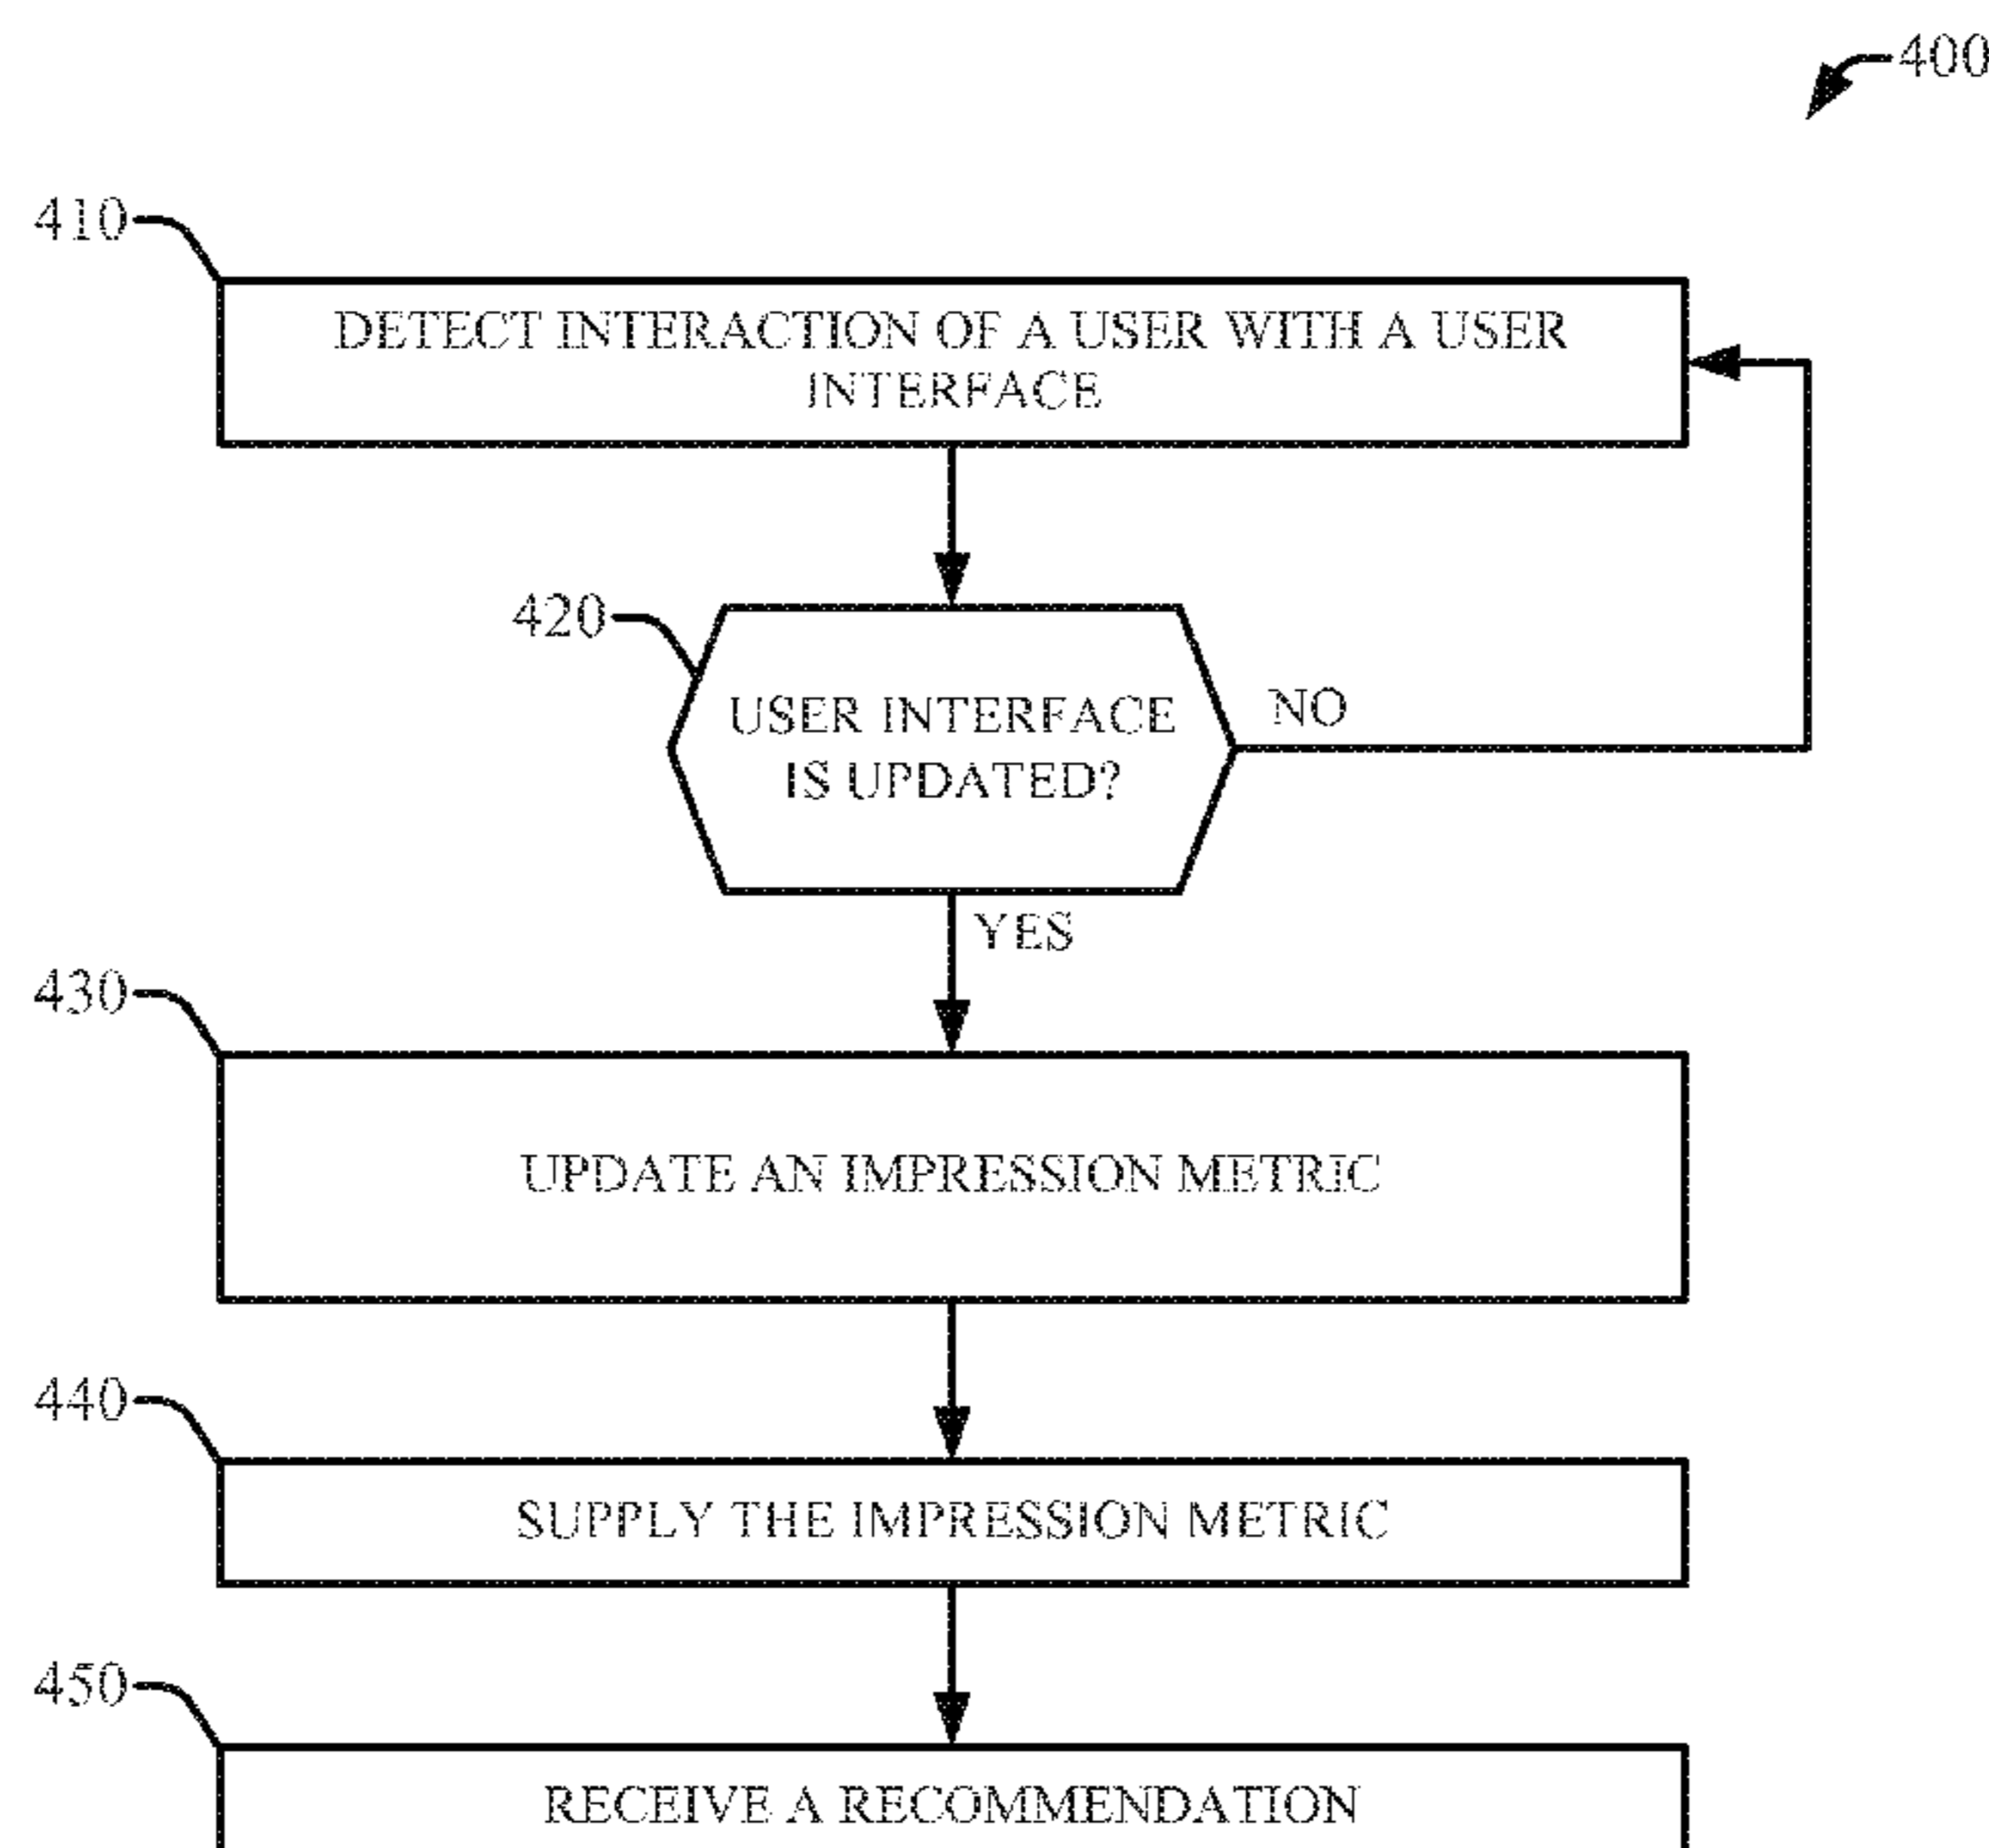 400
410
DETECT INTERACTION OF A USER WITH A USER
INTERFACE
420
USER INTERFACE
IS UPDATED?
NO
YES
430
UPDATE AN IMPRESSION METRIC
440
SUPPLY THE IMPRESSION METRIC
450
RECEIVE A RECOMMENDATION